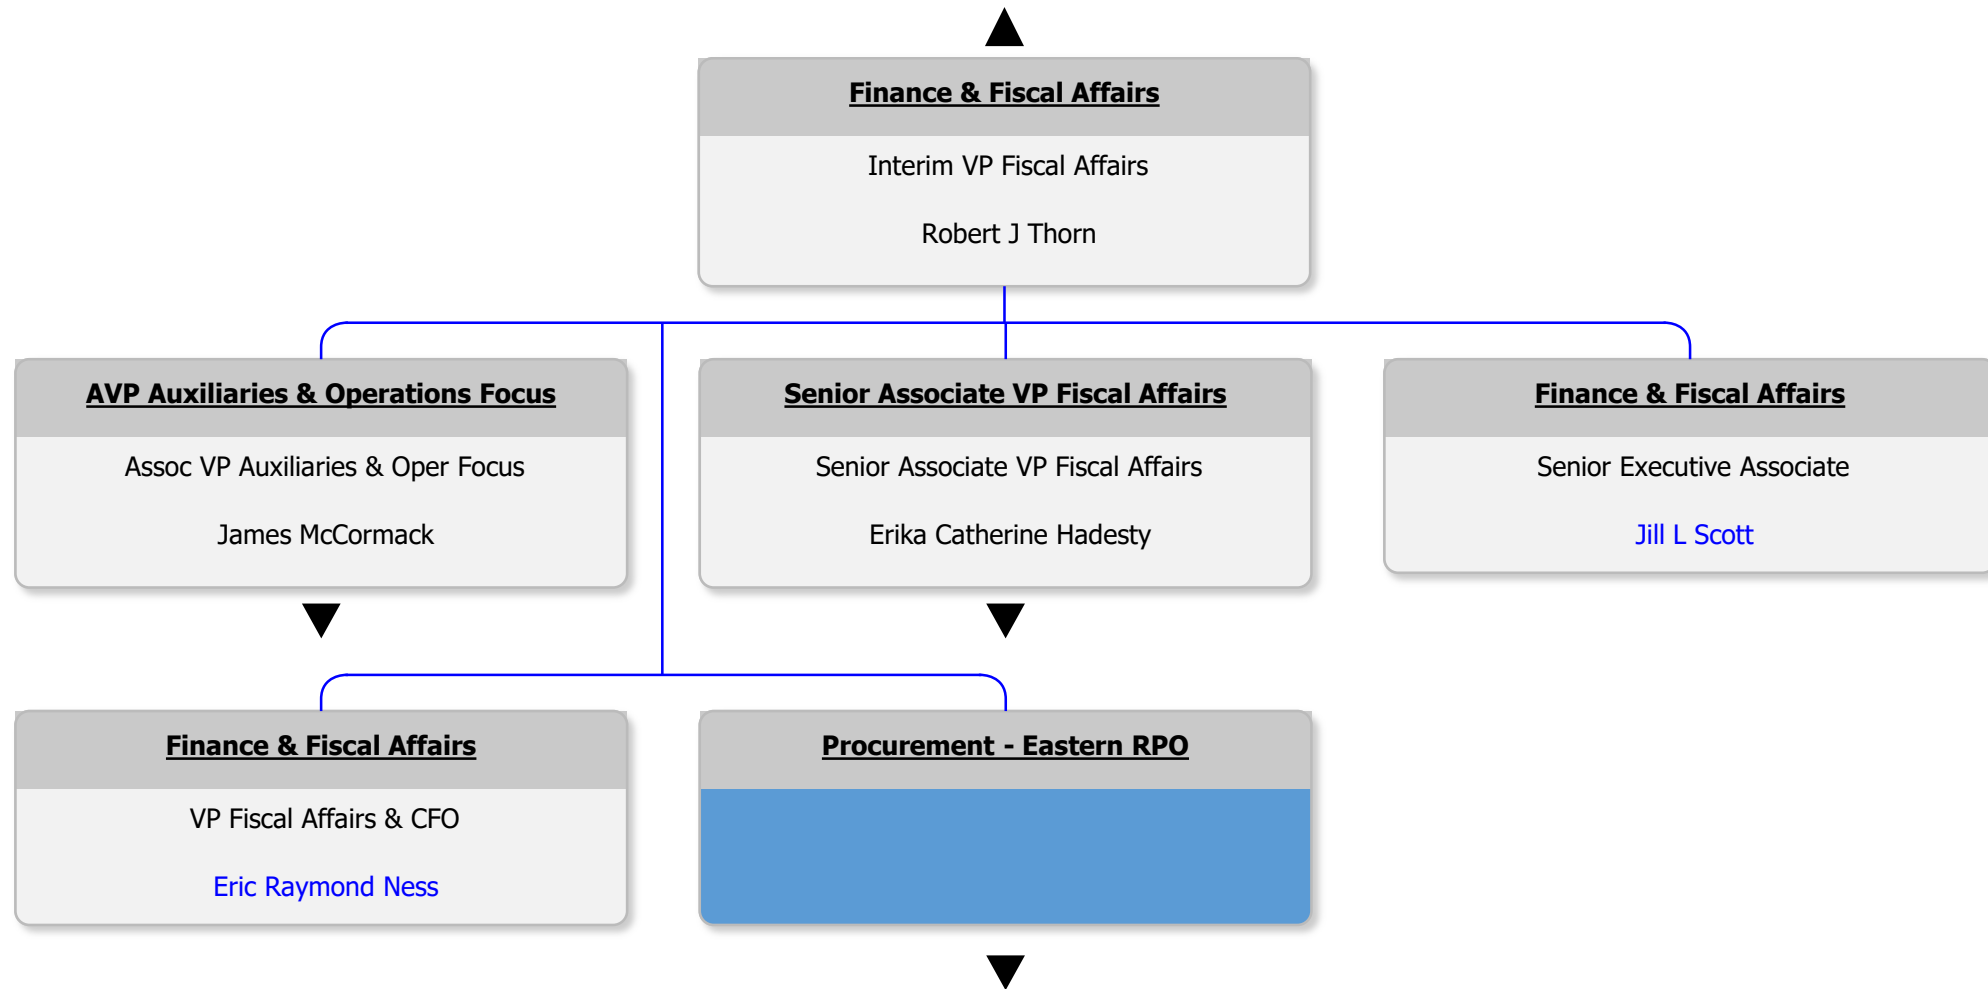 Finance & Fiscal Affairs
Interim VP Fiscal Affairs
Robert J Thorn
AVP Auxiliaries & Operations Focus
Assoc VP Auxiliaries & Oper Focus
James McCormack
Senior Associate VP Fiscal Affairs
Senior Associate VP Fiscal Affairs
Erika Catherine Hadesty
Finance & Fiscal Affairs
Senior Executive Associate
Jill L Scott
Finance & Fiscal Affairs
VP Fiscal Affairs & CFO
Eric Raymond Ness
Procurement - Eastern RPO